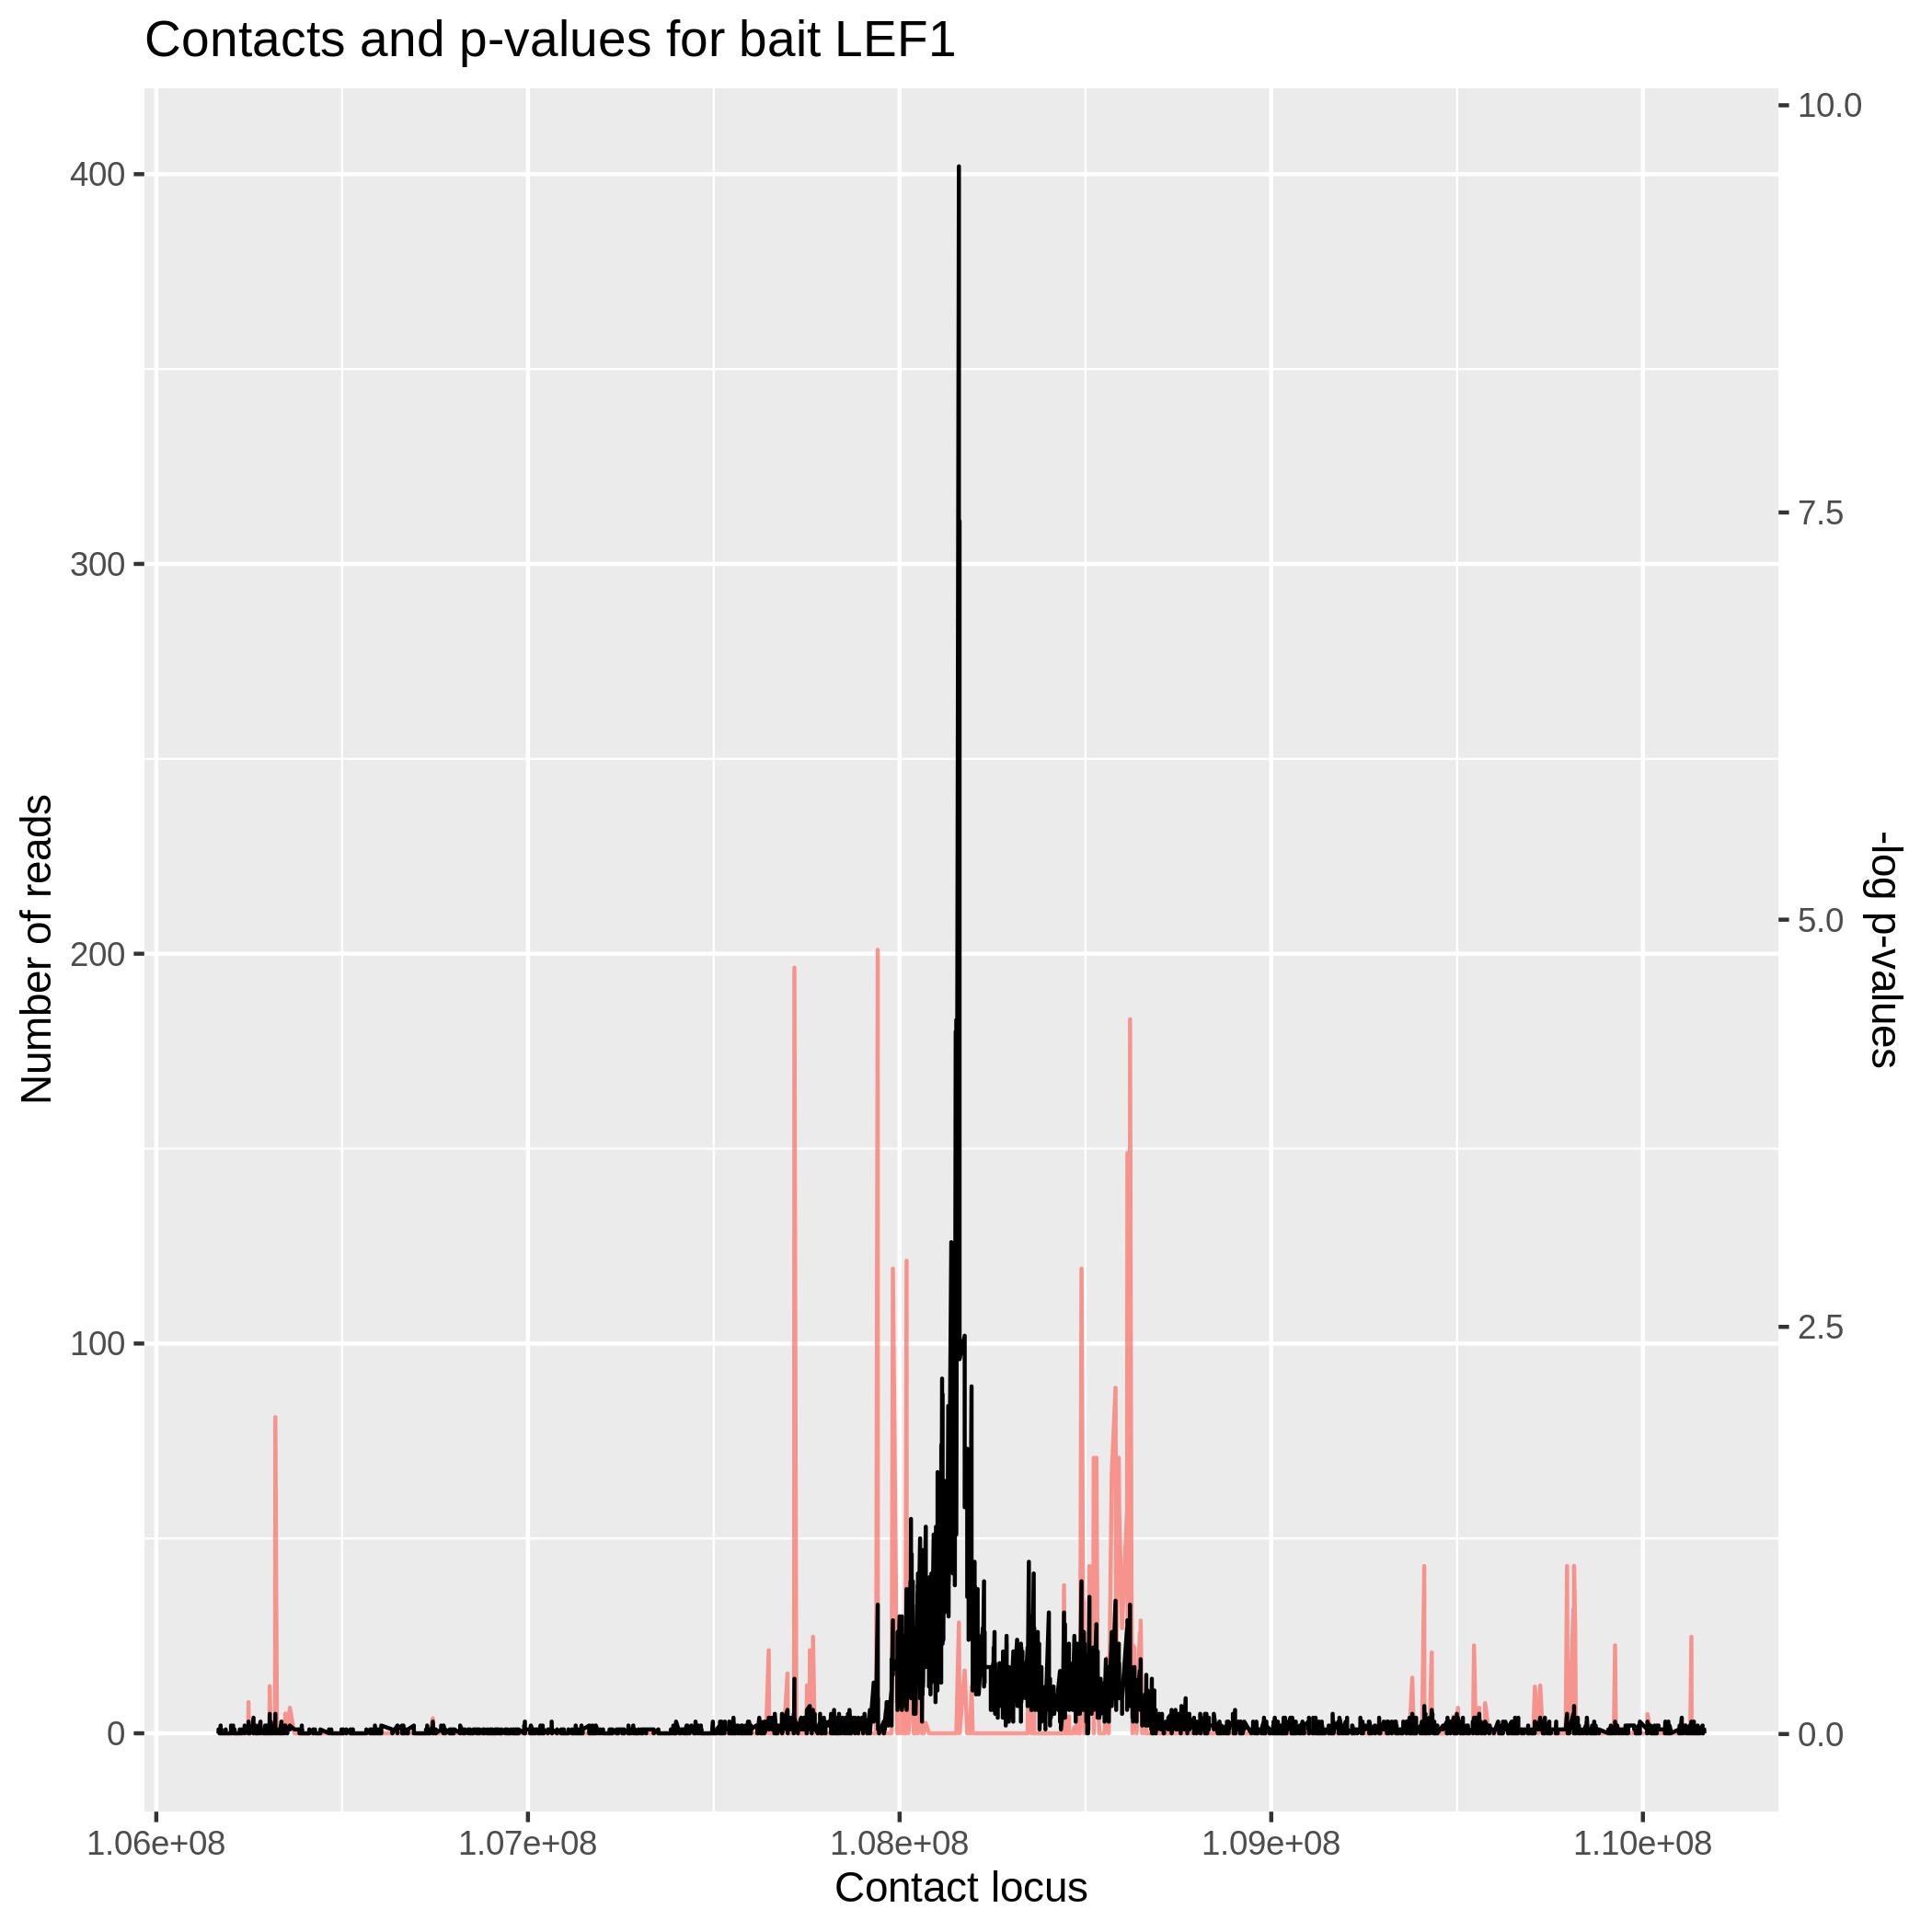 Contacts and p-values for bait LEF1
10.0
400
7.5
300
5.0
200
Number of reads
-log p-values
2.5
100
0
0.0
1.06e+08 1.07e+08 1.08e+08 1.09e+08 1.10e+08
Contact locus